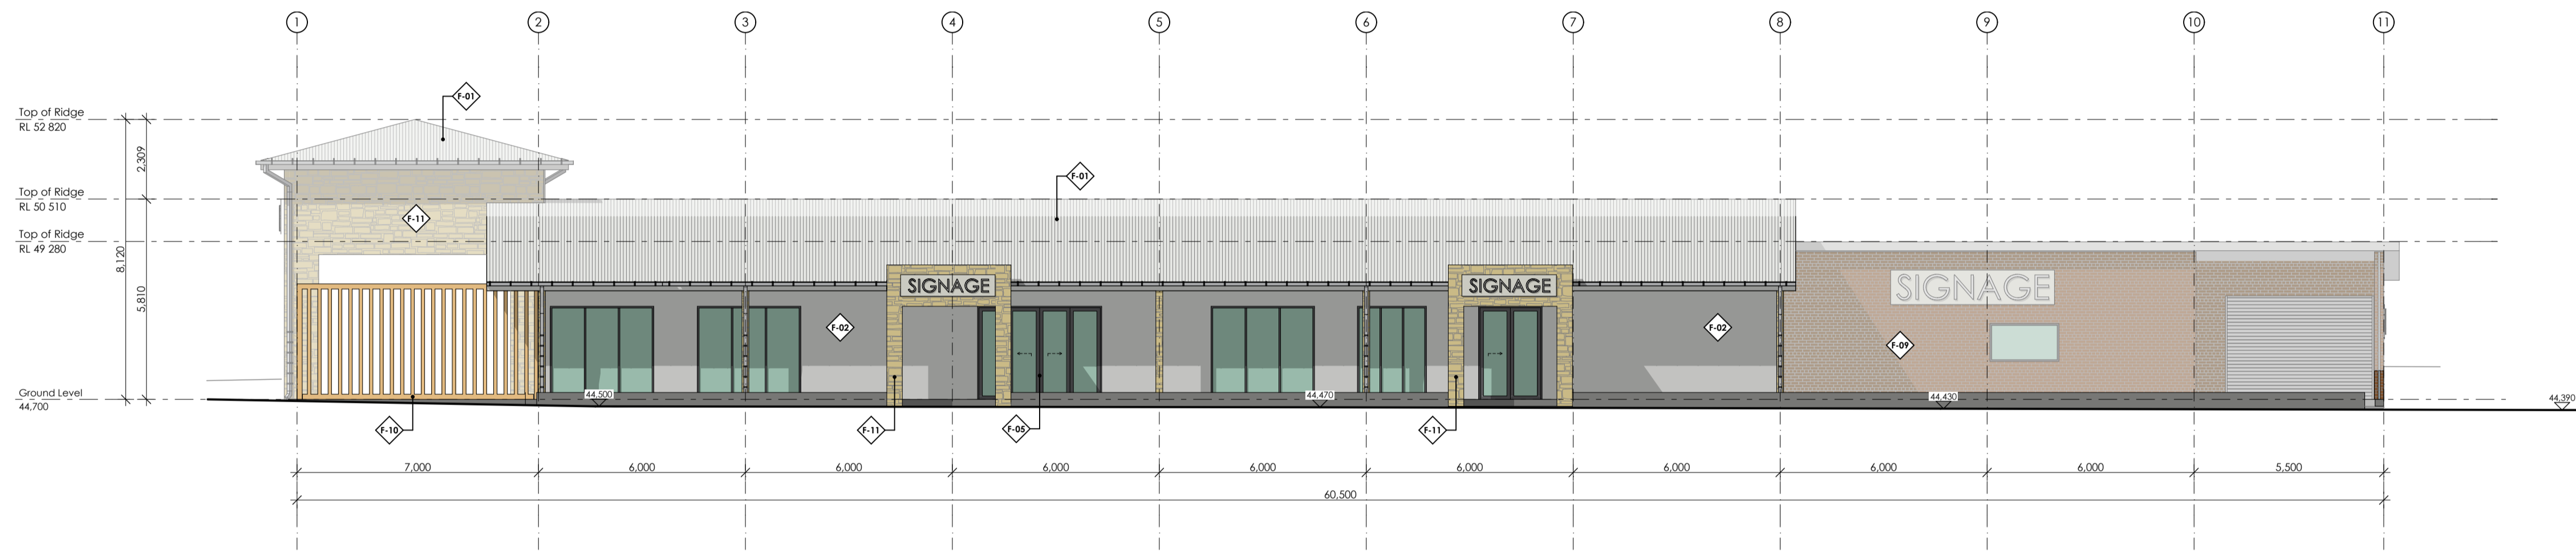 1 2 3 4 5 6 7 8 9 10 11
F-01
Top of Ridge
RL 52 820
2,309
F-01
Top of Ridge
RL 50 510
F-11
Top of Ridge
RL 49 280
8,120
5,810
SIGNAGE
SIGNAGE
SIGNAGE
F-02
F-02
F-09
Ground Level
44,700
44,500
44,470
44,430
44,390
F-10
F-11
F-05
F-11
7,000 6,000 6,000 6,000 6,000 6,000 6,000 6,000 6,000 5,500
60,500